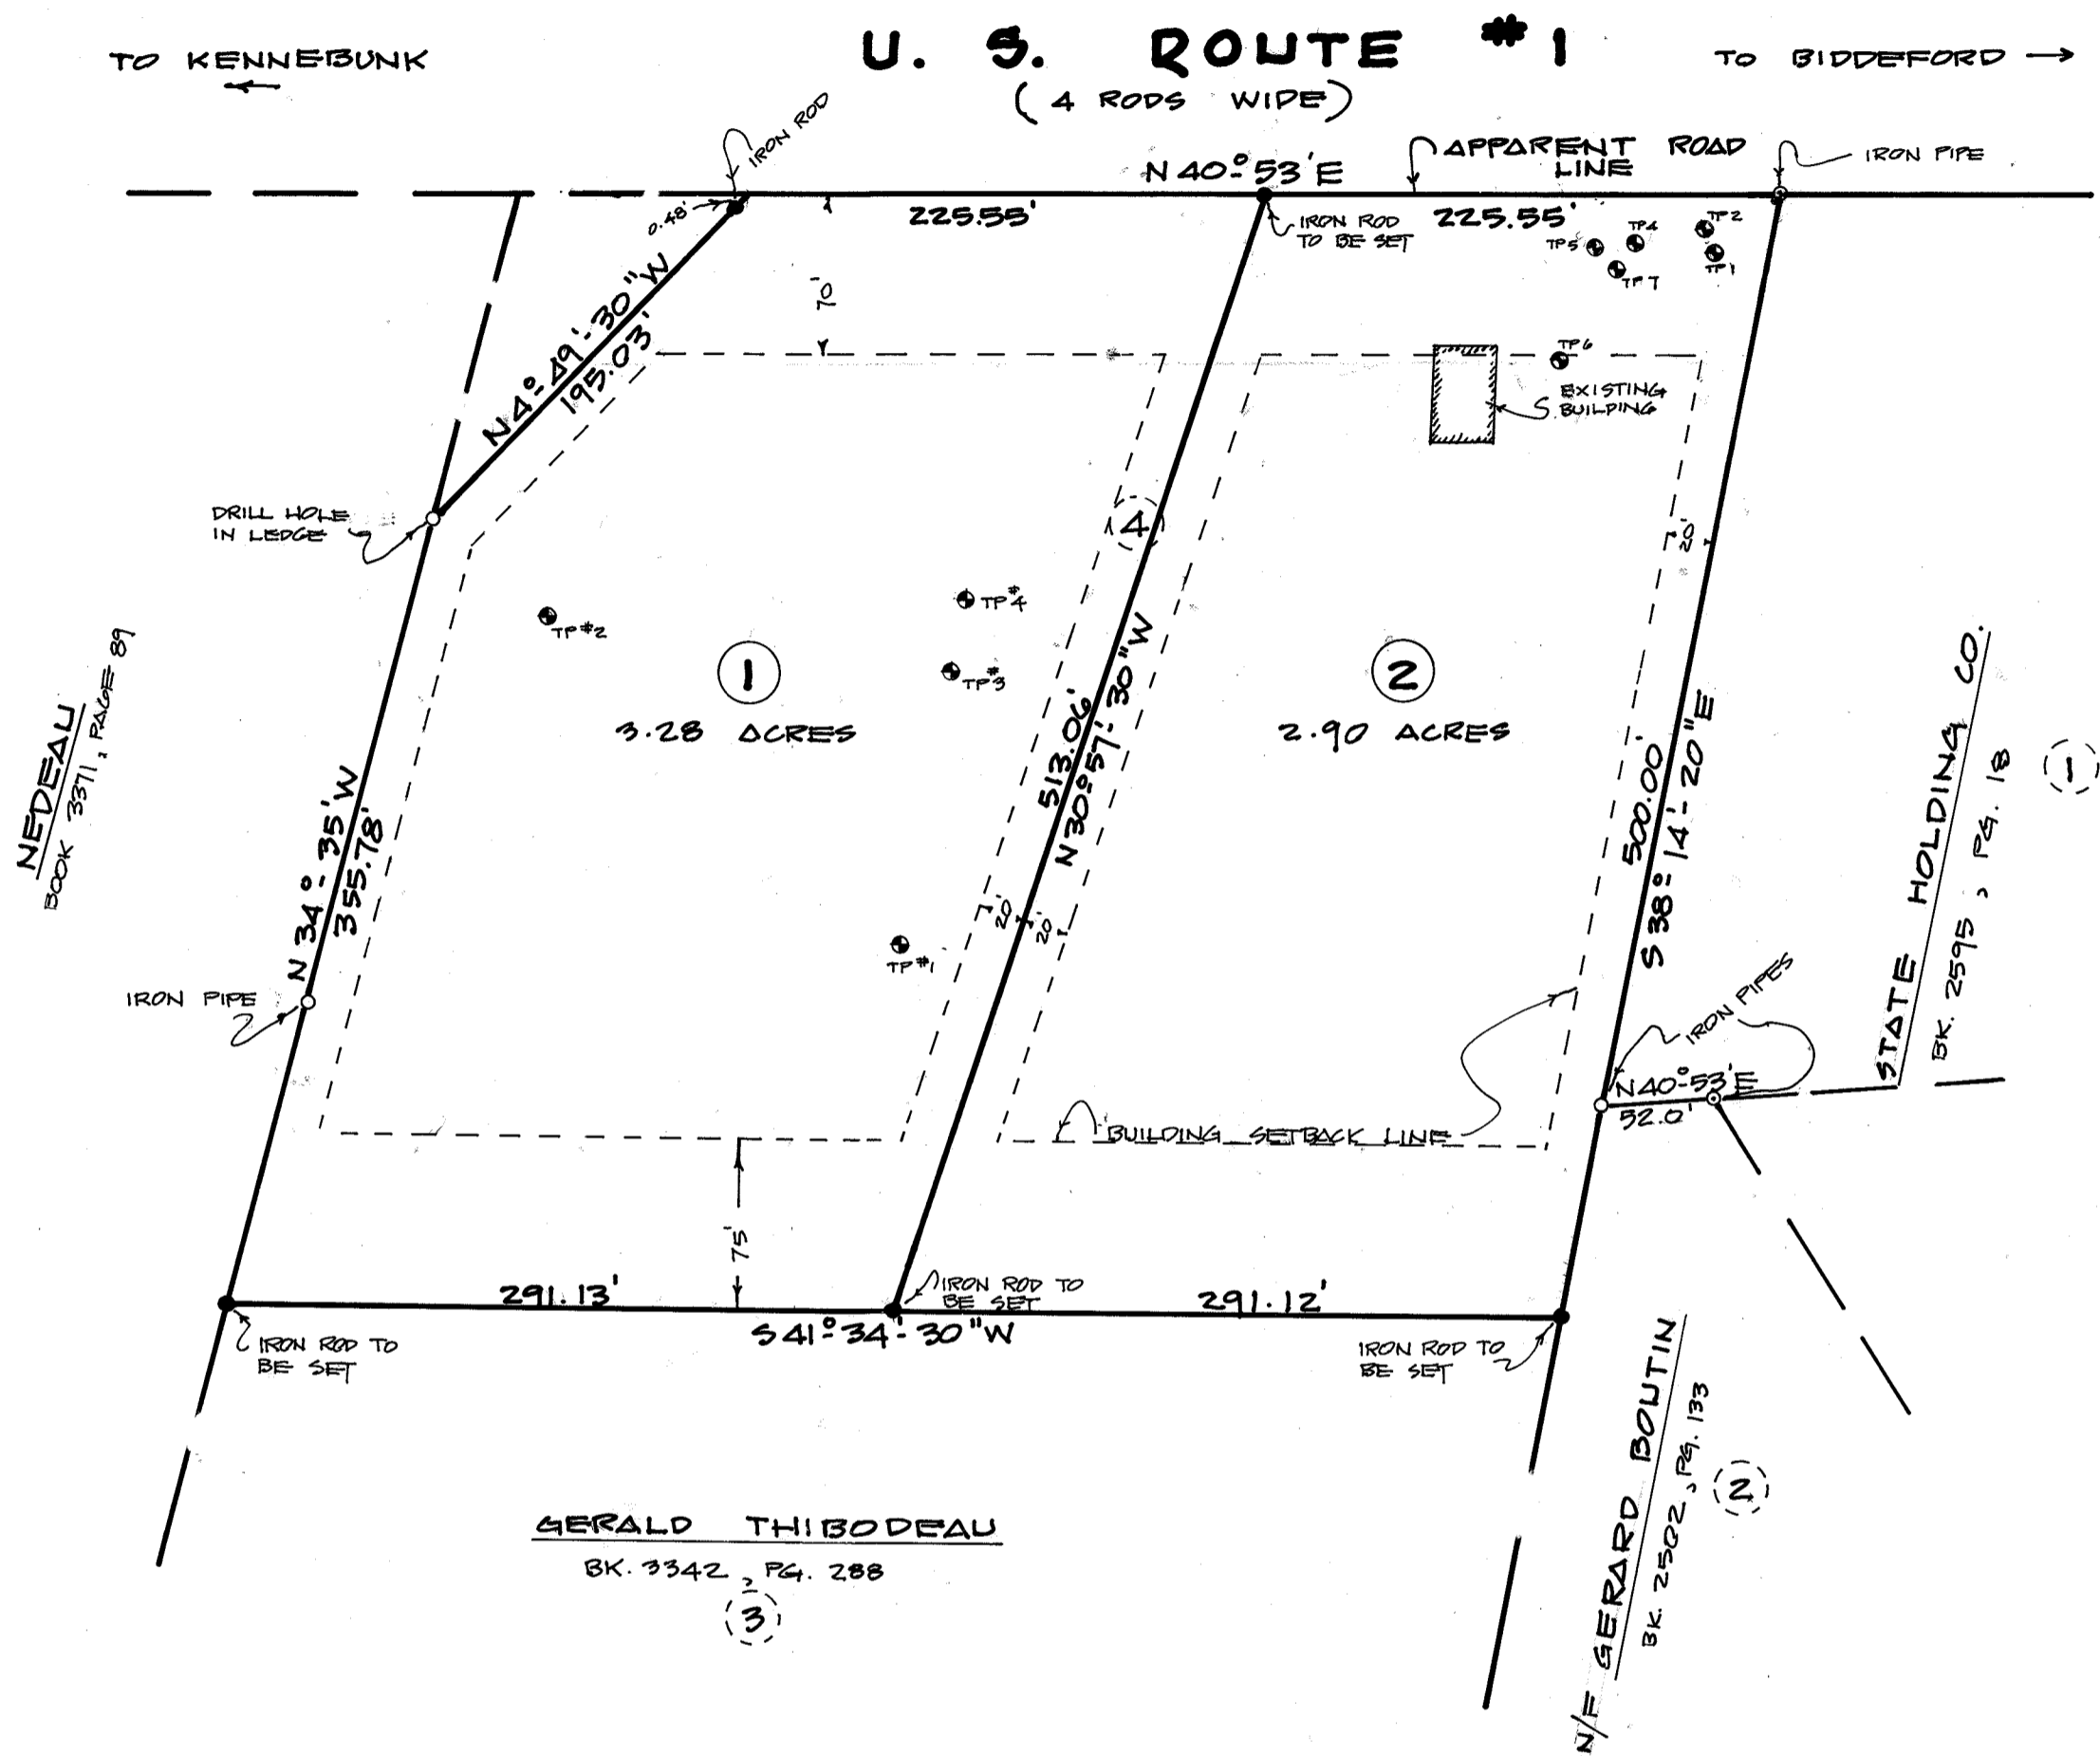 U. S. ROUTE #1
(4 RODS WIDE)
TO KENNEBUNK
TO BIDDEFORD
IRON ROD
APPARENT ROAD
LINE
IRON PIPE
N 40°-53' E
0.48'
225.55'
IRON ROD
TO BE SET
225.55'
TP2
TP4
TP5
TP1
TP7
N 4°-49'-30" W
195.03'
70'
TP6
EXISTING
BUILDING
DRILL HOLE
IN LEDGE
4
20'
TP#2
TP#4
TP#3
1
3.28 ACRES
2
2.90 ACRES
NEDEAU
BOOK 3371, PAGE 89
N 34°-35' W
355.78'
513.06'
N 30°-57'-30" W
500.00'
S 38°-14'-20" E
STATE HOLDING CO.
BK. 2595, PG. 18
1
20'
20'
TP#1
IRON PIPE
IRON PIPES
N 40°-53' E
52.0'
BUILDING SETBACK LINE
75'
291.13'
IRON ROD TO
BE SET
291.12'
S 41°-34'-30" W
IRON ROD TO
BE SET
IRON ROD TO
BE SET
GERALD THIBODEAU
BK. 3342, PG. 288
3
N/F GERARD BOUTIN
BK. 2502, PG. 133
2